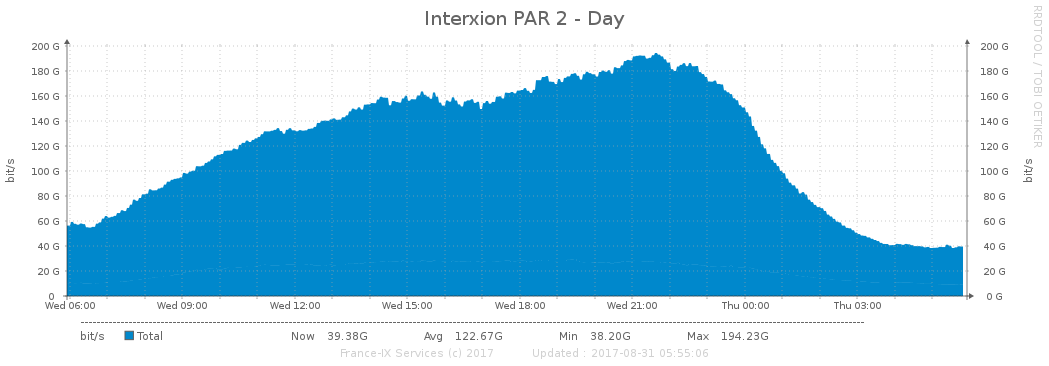 Interxion PAR 2 - Day
RRDTOOL / TOBI OETIKER
bit/s
200 G
180 G
160 G
140 G
120 G
100 G
80 G
60 G
40 G
20 G
0
200 G
180 G
160 G
140 G
120 G
100 G
80 G
60 G
40 G
20 G
0 G
bit/s
Wed 06:00 Wed 09:00 Wed 12:00 Wed 15:00 Wed 18:00 Wed 21:00 Thu 00:00 Thu 03:00
bit/s Total Now 39.38G Avg 122.67G Min 38.20G Max 194.23G
France-IX Services (c) 2017 Updated : 2017-08-31 05:55:06